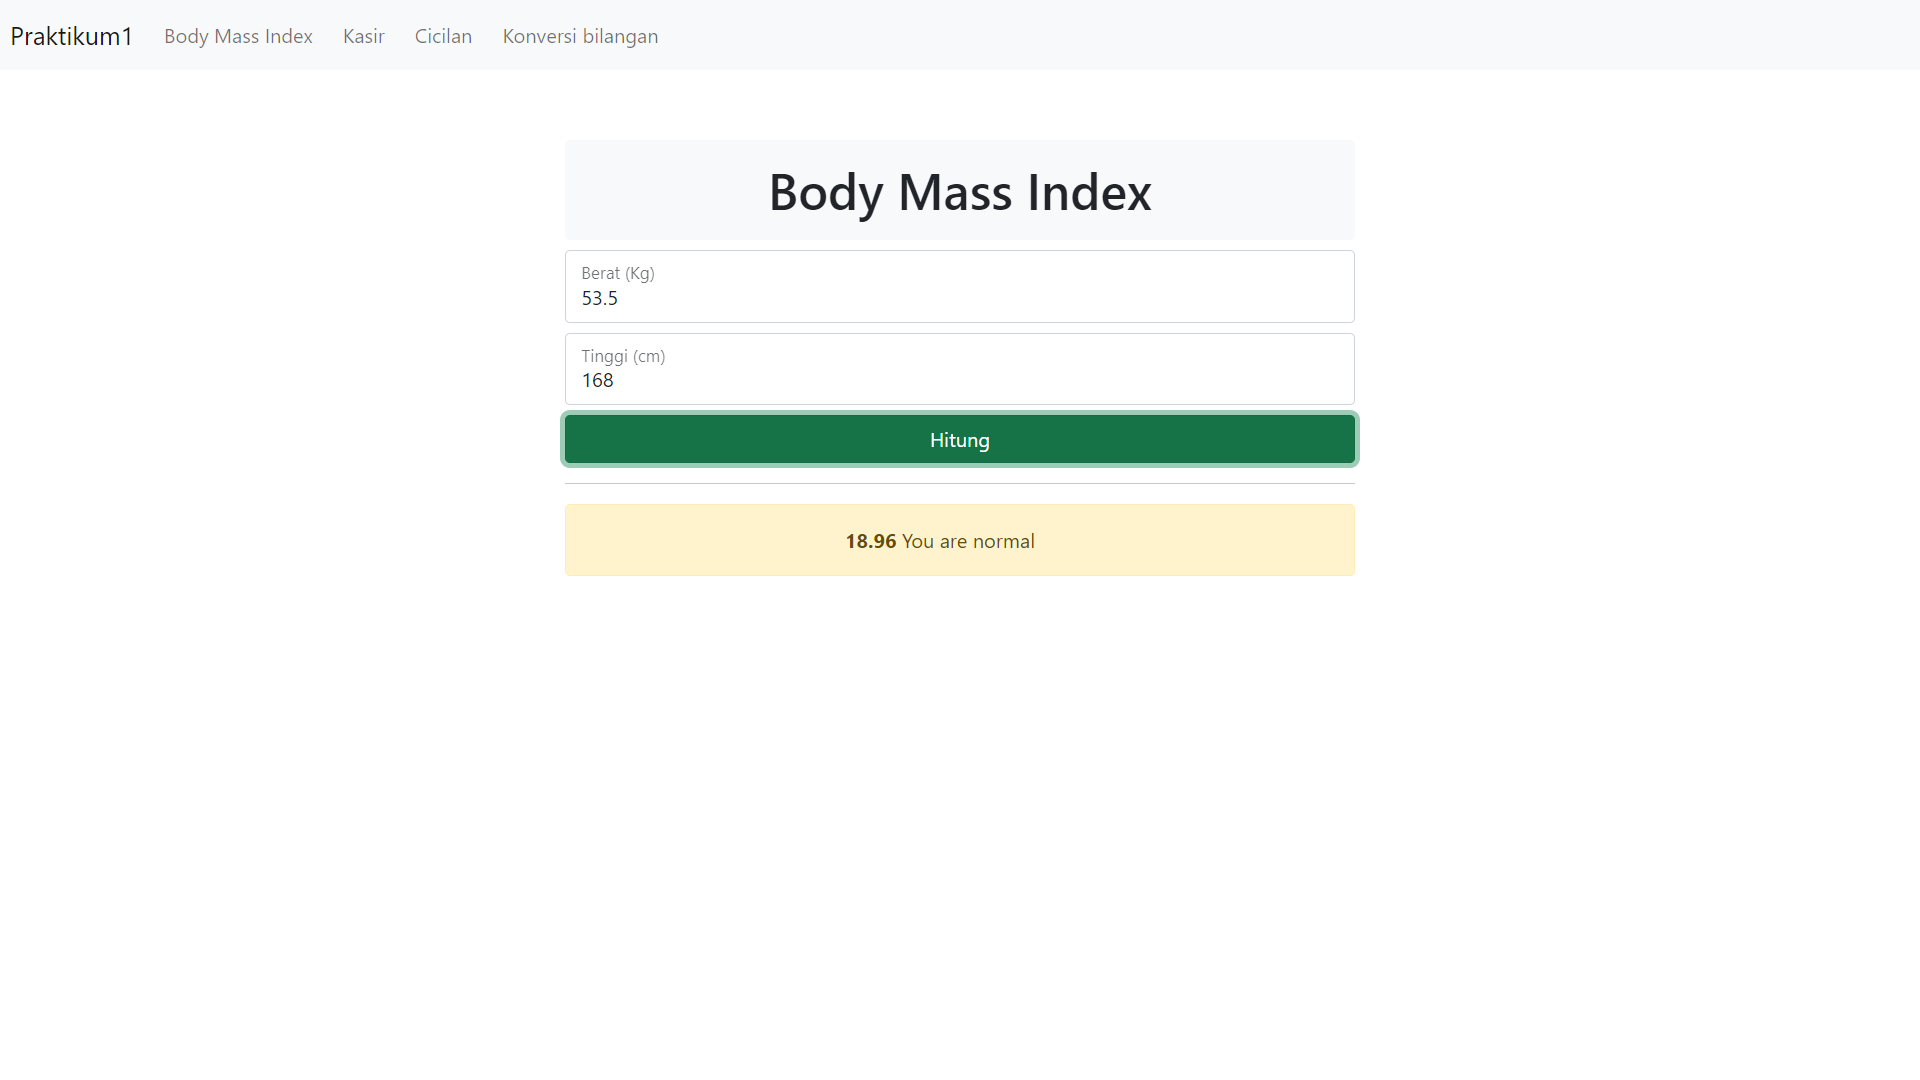 Praktikum1 Body Mass Index Kasir Cicilan Konversi bilangan
Body Mass Index
Berat (Kg)
53.5
Tinggi (cm)
168
Hitung
18.96 You are normal